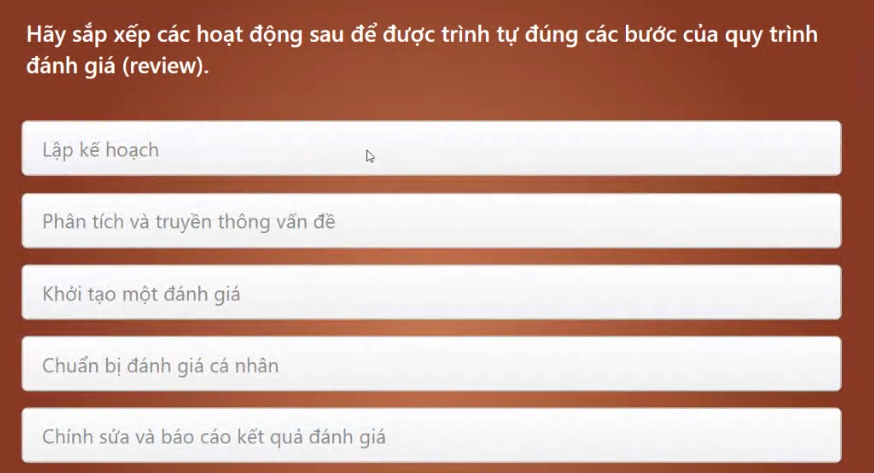 Hãy sắp xếp các hoạt động sau để được trình tự đúng các bước của quy trình
đánh giá (review).
Lập kế hoạch
Phân tích và truyền thông vấn đề
Khởi tạo một đánh giá
Chuẩn bị đánh giá cá nhân
Chỉnh sửa và báo cáo kết quả đánh giá